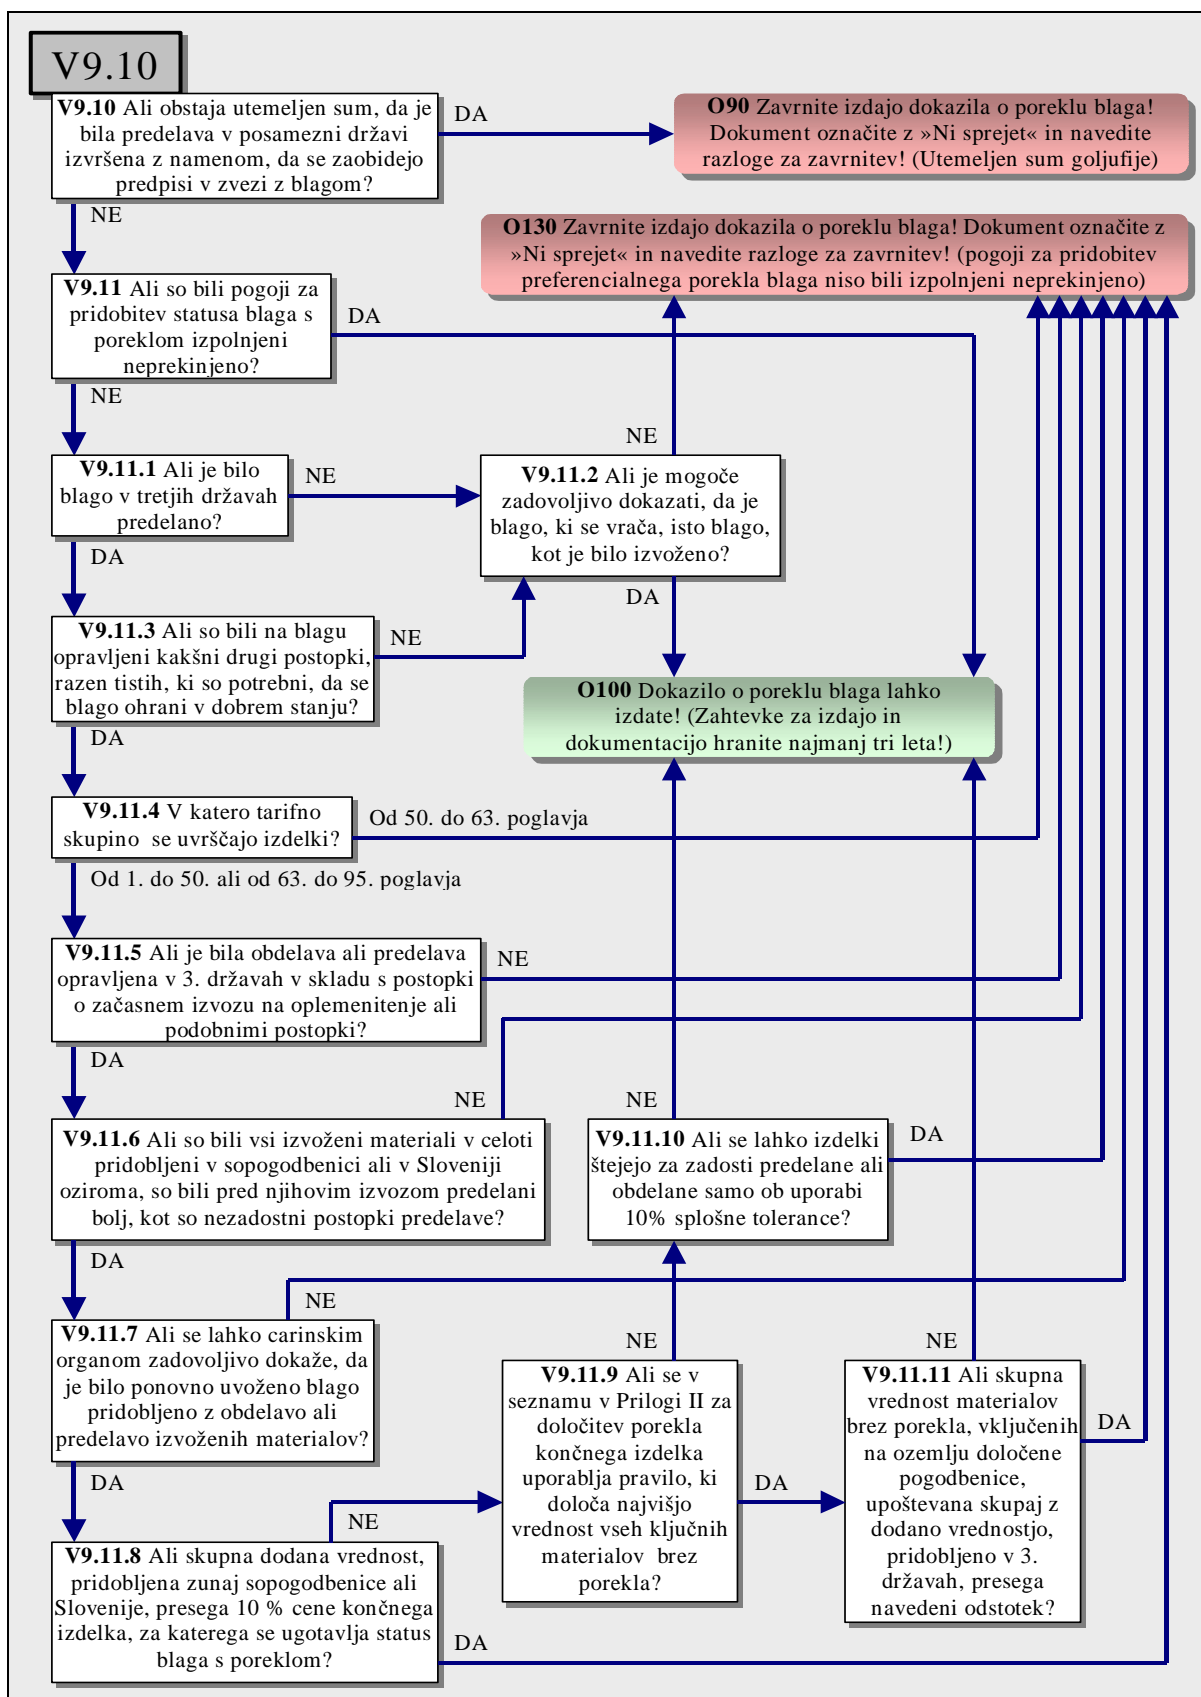 V9.10
V9.10 Ali obstaja utemeljen sum, da je
bila predelava v posamezni državi
izvršena z namenom, da se zaobidejo
predpisi v zvezi z blagom?
DA
O90 Zavrnite izdajo dokazila o poreklu blaga!
Dokument označite z »Ni sprejet« in navedite
razloge za zavrnitev! (Utemeljen sum goljufije)
NE
O130 Zavrnite izdajo dokazila o poreklu blaga! Dokument označite z
»Ni sprejet« in navedite razloge za zavrnitev! (pogoji za pridobitev
preferencialnega porekla blaga niso bili izpolnjeni neprekinjeno)
V9.11 Ali so bili pogoji za
pridobitev statusa blaga s
poreklom izpolnjeni
neprekinjeno?
DA
NE
V9.11.1 Ali je bilo
blago v tretjih državah
predelano?
NE
NE
V9.11.2 Ali je mogoče
zadovoljivo dokazati, da je
blago, ki se vrača, isto blago,
kot je bilo izvoženo?
DA
DA
V9.11.3 Ali so bili na blagu
opravljeni kakšni drugi postopki,
razen tistih, ki so potrebni, da se
blago ohrani v dobrem stanju?
NE
O100 Dokazilo o poreklu blaga lahko
izdate! (Zahtevke za izdajo in
dokumentacijo hranite najmanj tri leta!)
DA
V9.11.4 V katero tarifno
skupino  se uvrščajo izdelki?
Od 50. do 63. poglavja
Od 1. do 50. ali od 63. do 95. poglavja
V9.11.5 Ali je bila obdelava ali predelava
opravljena v 3. državah v skladu s postopki
o začasnem izvozu na oplemenitenje ali
podobnimi postopki?
NE
DA
NE
V9.11.6 Ali so bili vsi izvoženi materiali v celoti
pridobljeni v sopogodbenici ali v Sloveniji
oziroma, so bili pred njihovim izvozom predelani
bolj, kot so nezadostni postopki predelave?
NE
V9.11.10 Ali se lahko izdelki
štejejo za zadosti predelane ali
obdelane samo ob uporabi
10% splošne tolerance?
DA
DA
NE
V9.11.7 Ali se lahko carinskim
organom zadovoljivo dokaže, da
je bilo ponovno uvoženo blago
pridobljeno z obdelavo ali
predelavo izvoženih materialov?
NE
V9.11.9 Ali se v
seznamu v Prilogi II za
določitev porekla
končnega izdelka
uporablja pravilo, ki
določa najvišjo
vrednost vseh ključnih
materialov  brez
porekla?
DA
NE
V9.11.11 Ali skupna
vrednost materialov
brez porekla, vključenih
na ozemlju določene
pogodbenice,
upoštevana skupaj z
dodano vrednostjo,
pridobljeno v 3.
državah, presega
navedeni odstotek?
DA
DA
NE
V9.11.8 Ali skupna dodana vrednost,
pridobljena zunaj sopogodbenice ali
Slovenije, presega 10 % cene končnega
izdelka, za katerega se ugotavlja status
blaga s poreklom?
DA